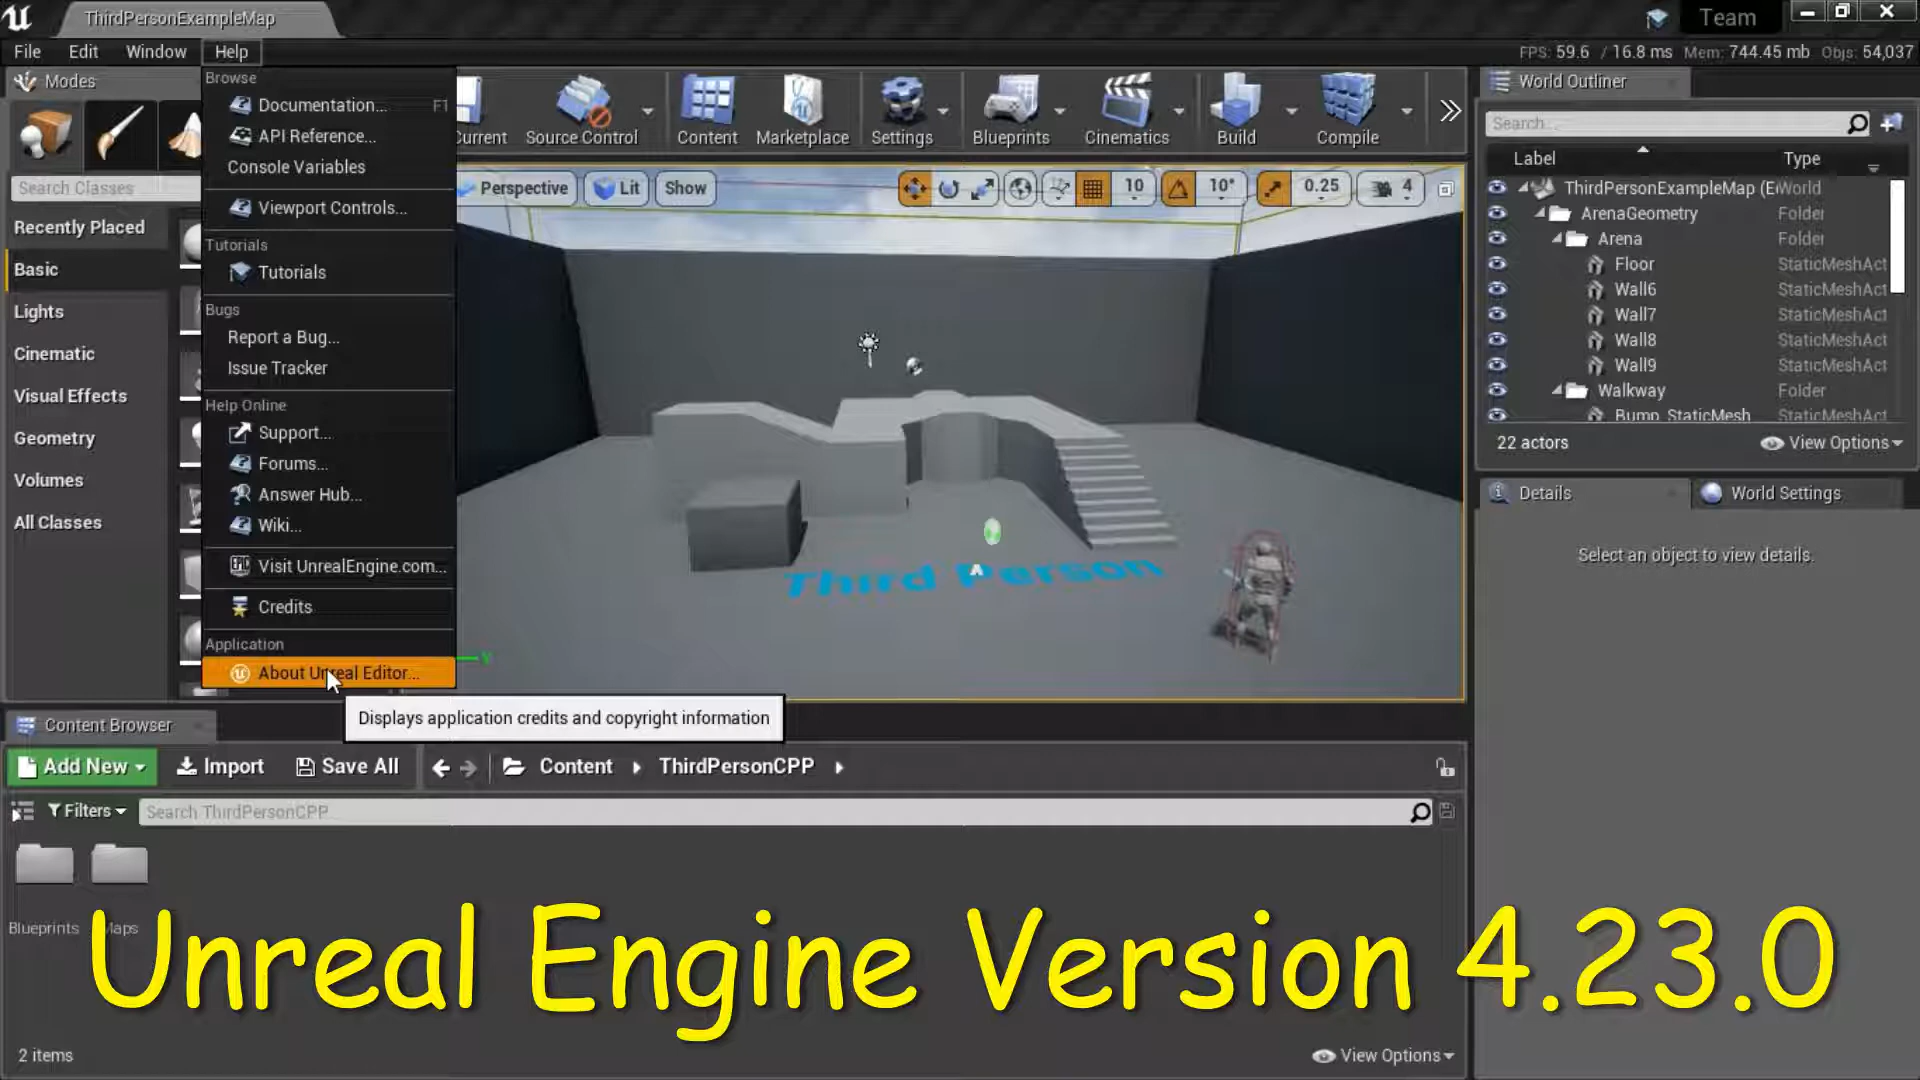 ThirdPersonExampleMap
Team
File Edit Window Help
FPS: 59.6 / 16.8 ms Mem: 744.45 mb Objs: 54,037
Modes
Search Classes
Recently Placed
Basic
Lights
Cinematic
Visual Effects
Geometry
Volumes
All Classes
Browse
Documentation... F1
API Reference...
Console Variables
Viewport Controls...
Tutorials
Tutorials
Bugs
Report a Bug...
Issue Tracker
Help Online
Support...
Forums...
Answer Hub...
Wiki...
Visit UnrealEngine.com...
Credits
Application
About Unreal Editor...
Displays application credits and copyright information
Current Source Control Content Marketplace Settings Blueprints Cinematics Build Compile
Perspective Lit Show 10 10° 0.25 4
Third Person
Y
World Outliner
Search...
Label Type
ThirdPersonExampleMap (E World
ArenaGeometry Folder
Arena Folder
Floor StaticMeshAct
Wall6 StaticMeshAct
Wall7 StaticMeshAct
Wall8 StaticMeshAct
Wall9 StaticMeshAct
Walkway Folder
Bump_StaticMesh StaticMeshAct
22 actors View Options
Details World Settings
Select an object to view details.
Content Browser
Add New Import Save All Content ThirdPersonCPP
Filters Search ThirdPersonCPP
Blueprints Maps
Unreal Engine Version 4.23.0
2 items View Options